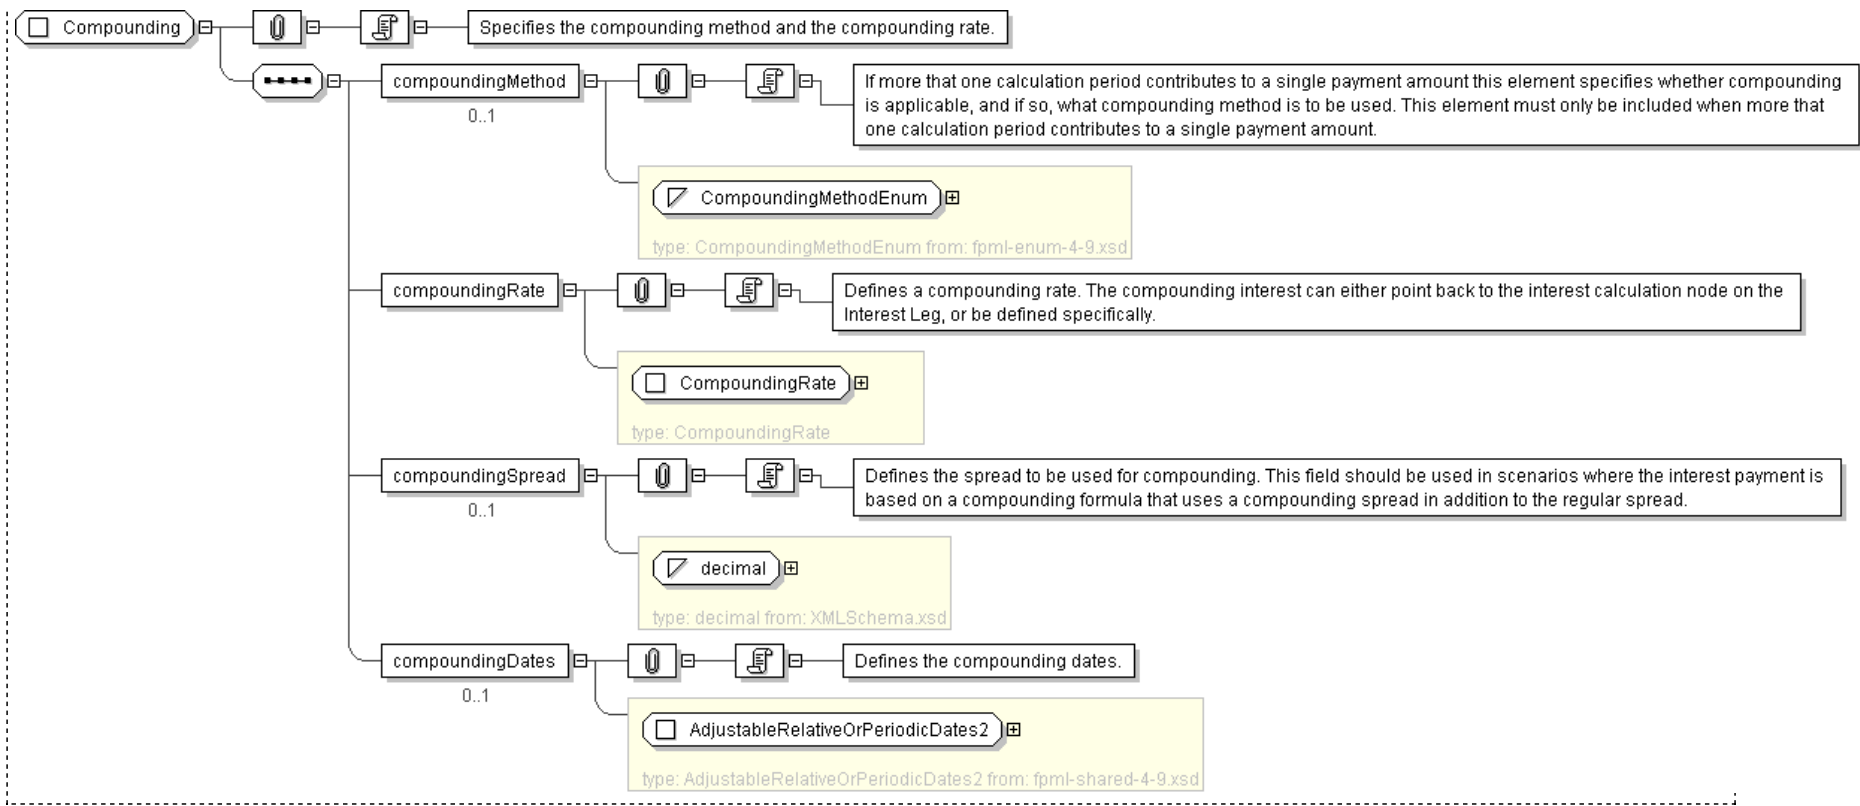 Compounding
Specifies the compounding method and the compounding rate.
compoundingMethod
0..1
If more that one calculation period contributes to a single payment amount this element specifies whether compounding
is applicable, and if so, what compounding method is to be used. This element must only be included when more that
one calculation period contributes to a single payment amount.
CompoundingMethodEnum
type: CompoundingMethodEnum from: fpml-enum-4-9.xsd
compoundingRate
Defines a compounding rate. The compounding interest can either point back to the interest calculation node on the
Interest Leg, or be defined specifically.
CompoundingRate
type: CompoundingRate
compoundingSpread
0..1
Defines the spread to be used for compounding. This field should be used in scenarios where the interest payment is
based on a compounding formula that uses a compounding spread in addition to the regular spread.
decimal
type: decimal from: XMLSchema.xsd
compoundingDates
0..1
Defines the compounding dates.
AdjustableRelativeOrPeriodicDates2
type: AdjustableRelativeOrPeriodicDates2 from: fpml-shared-4-9.xsd